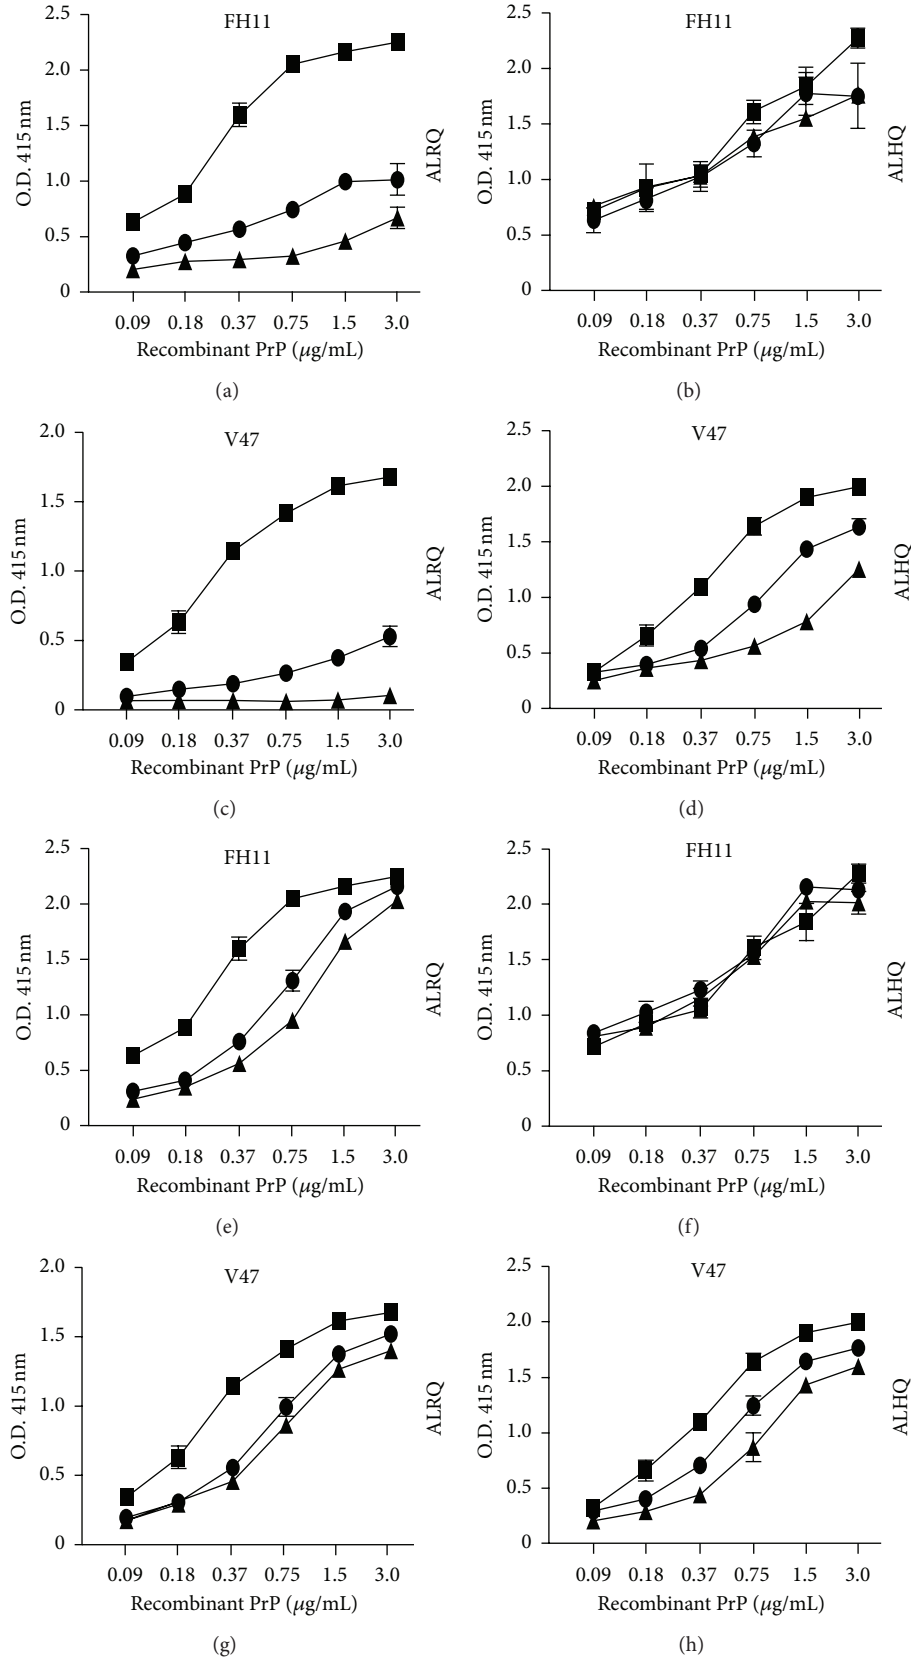 FH11
2.5
2.0
1.5
1.0
0.5
0
O.D. 415 nm
ALRQ
0.09 0.18 0.37 0.75 1.5 3.0
Recombinant PrP (μg/mL)
(a)
FH11
2.5
2.0
1.5
1.0
0.5
0
O.D. 415 nm
ALHQ
0.09 0.18 0.37 0.75 1.5 3.0
Recombinant PrP (μg/mL)
(b)
V47
2.0
1.5
1.0
0.5
0
O.D. 415 nm
ALRQ
0.09 0.18 0.37 0.75 1.5 3.0
Recombinant PrP (μg/mL)
(c)
V47
2.5
2.0
1.5
1.0
0.5
0
O.D. 415 nm
ALHQ
0.09 0.18 0.37 0.75 1.5 3.0
Recombinant PrP (μg/mL)
(d)
FH11
2.5
2.0
1.5
1.0
0.5
0
O.D. 415 nm
ALRQ
0.09 0.18 0.37 0.75 1.5 3.0
Recombinant PrP (μg/mL)
(e)
FH11
2.5
2.0
1.5
1.0
0.5
0
O.D. 415 nm
ALHQ
0.09 0.18 0.37 0.75 1.5 3.0
Recombinant PrP (μg/mL)
(f)
V47
2.0
1.5
1.0
0.5
0
O.D. 415 nm
ALRQ
0.09 0.18 0.37 0.75 1.5 3.0
Recombinant PrP (μg/mL)
(g)
V47
2.5
2.0
1.5
1.0
0.5
0
O.D. 415 nm
ALHQ
0.09 0.18 0.37 0.75 1.5 3.0
Recombinant PrP (μg/mL)
(h)